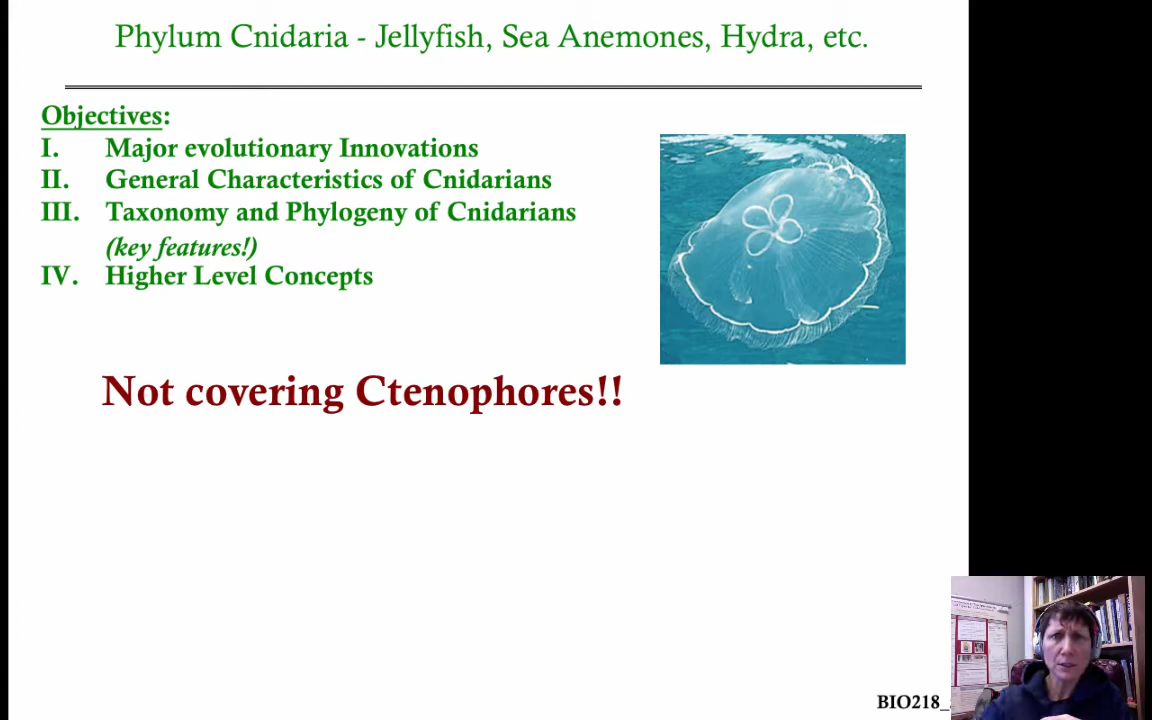 Phylum Cnidaria - Jellyfish, Sea Anemones, Hydra, etc.
Objectives:
I. Major evolutionary Innovations
II. General Characteristics of Cnidarians
III. Taxonomy and Phylogeny of Cnidarians
(key features!)
IV. Higher Level Concepts
Not covering Ctenophores!!
BIO218_